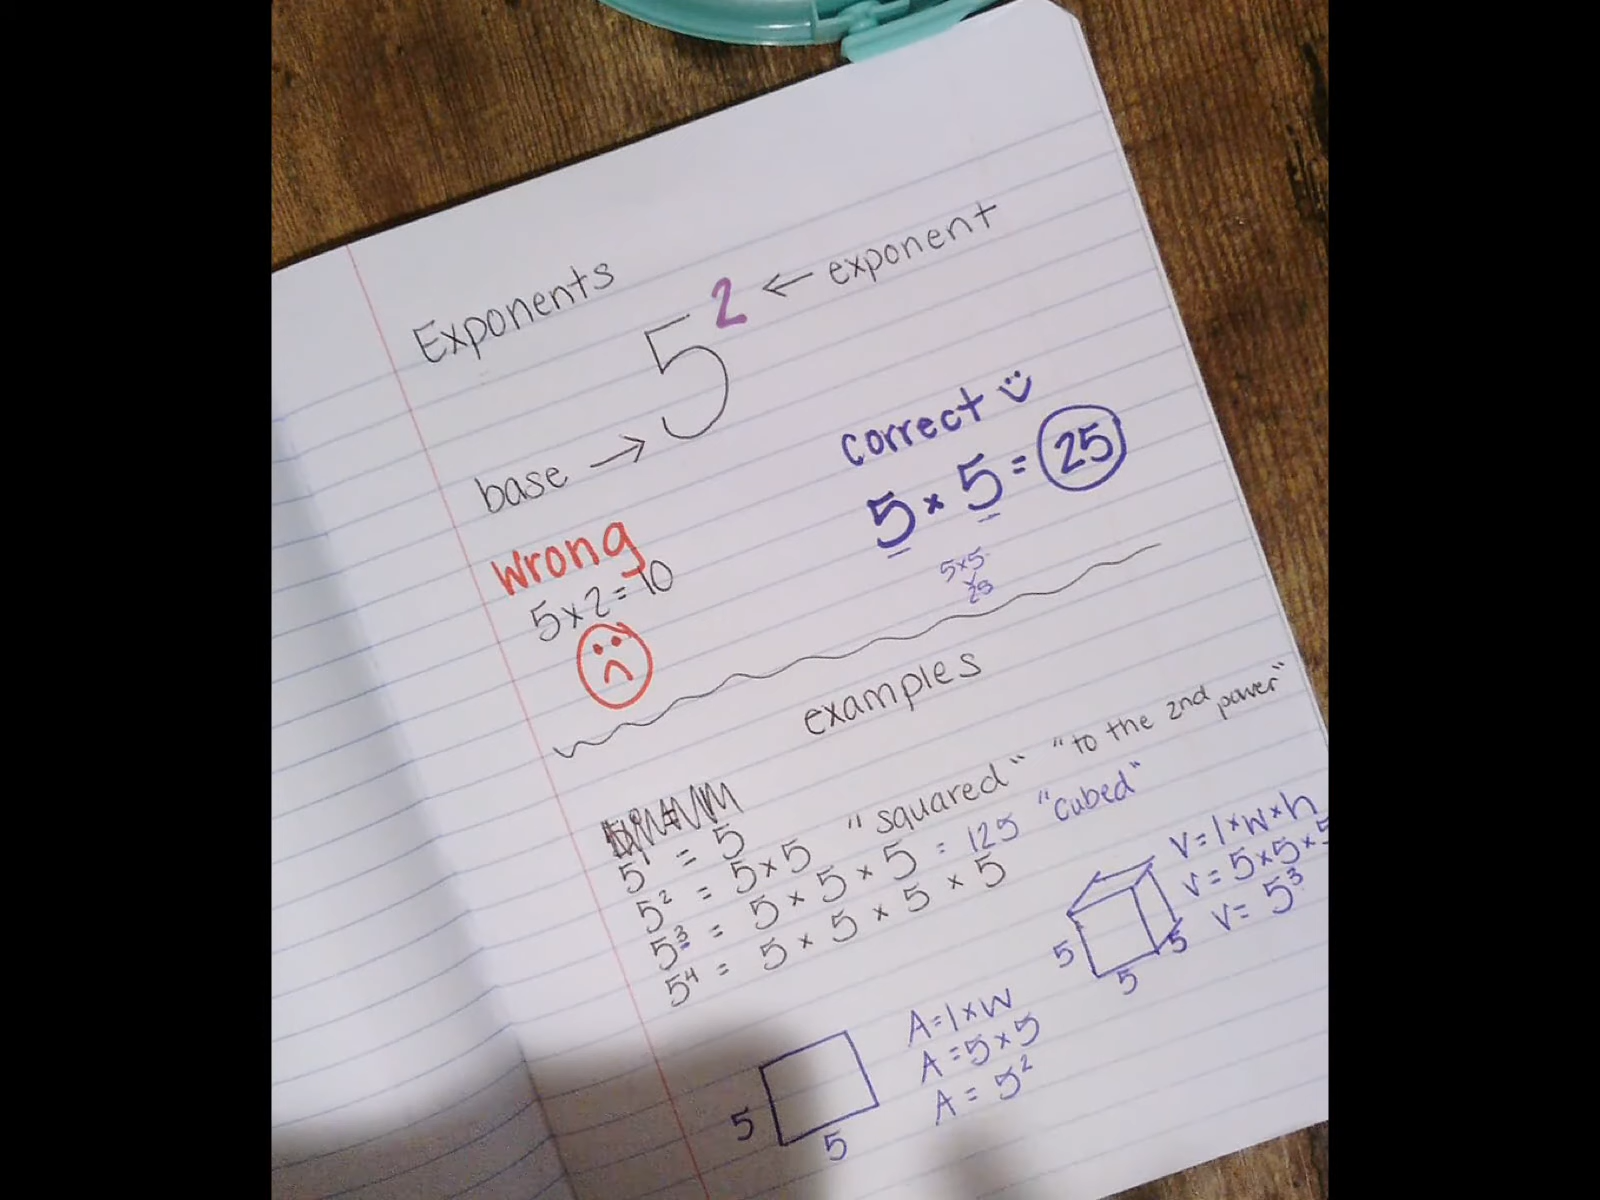 Exponents
5² ← exponent
base →
wrong
5×2=10
correct
5 × 5 = 25
5×5
25
examples
5¹ = 5
5² = 5×5 "squared" "to the 2nd power"
5³ = 5 × 5 × 5 = 125 "cubed"
5⁴ = 5 × 5 × 5 × 5
V=l×w×h
V=5×5×5
V=5³
5
5
5
A=l×w
A=5×5
A=5²
5
5